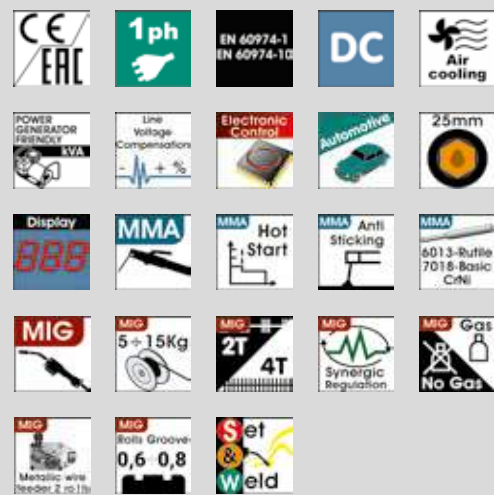 CE
EAC
1ph
EN 60974-1
EN 60974-10
DC
Air
cooling
POWER
GENERATOR
FRIENDLY
kVA
Line
Voltage
Compensation
- + %
Electronic
Control
Automotive
25mm
Display
888
MMA
MMA
Hot
Start
MMA Anti
Sticking
MMA
6013-Rutile
7018-Basic
CrNi
MIG
MIG
5÷15Kg
MIG
2T
4T
MIG
Synergic
Regulation
MIG Gas
No Gas
MIG
Metallic wire
feeder 2 rolls
MIG
Rolls Groove
0,6 0,8
Set
&
Weld